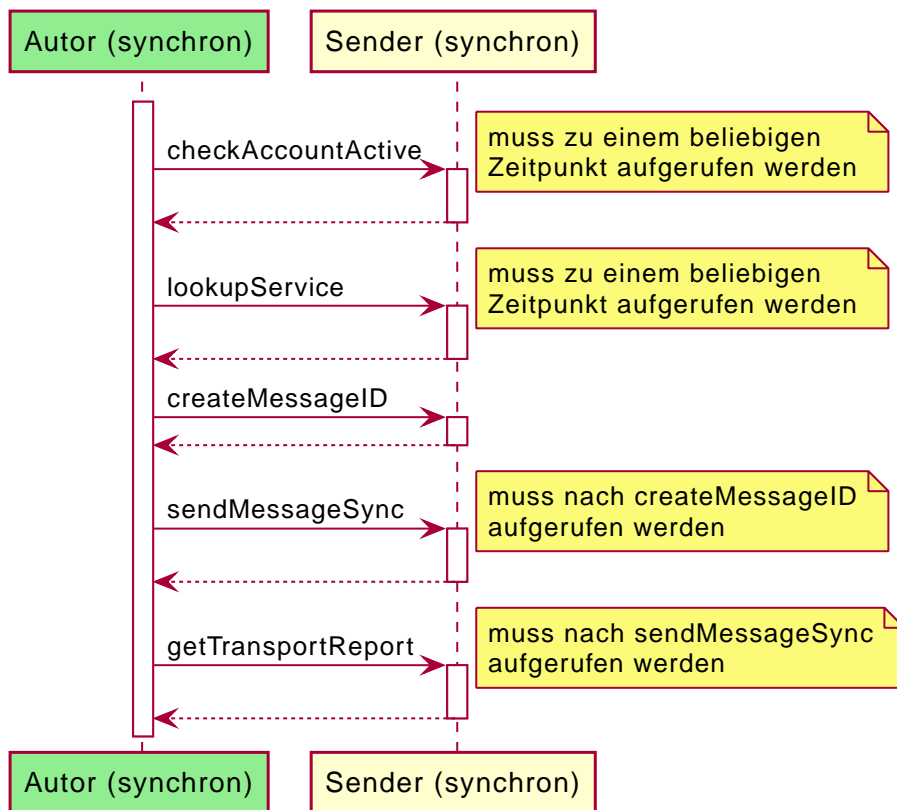 Autor (synchron)
Sender (synchron)
checkAccountActive
muss zu einem beliebigen
Zeitpunkt aufgerufen werden
lookupService
muss zu einem beliebigen
Zeitpunkt aufgerufen werden
createMessageID
sendMessageSync
muss nach createMessageID
aufgerufen werden
getTransportReport
muss nach sendMessageSync
aufgerufen werden
Autor (synchron)
Sender (synchron)